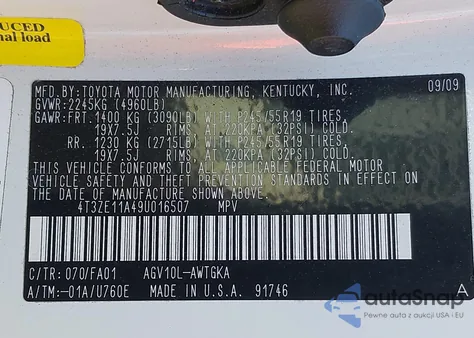 UCED
nal load
MFD.BY:TOYOTA MOTOR MANUFACTURING, KENTUCKY, INC. 09/09
GVWR:2245KG (4960LB)
GAWR:FRT. 1400 KG (3090LB) WITH P245/55R19 TIRES,
19X7.5J RIMS, AT 220KPA (32PSI) COLD.
RR. 1230 KG (2715LB) WITH P245/55R19 TIRES,
19X7.5J RIMS, AT 220KPA (32PSI) COLD.
THIS VEHICLE CONFORMS TO ALL APPLICABLE FEDERAL MOTOR
VEHICLE SAFETY AND THEFT PREVENTION STANDARDS IN EFFECT ON
THE DATE OF MANUFACTURE SHOWN ABOVE.
4T3ZE11A49U016507 MPV
C/TR: 070/FA01 AGV10L-AWTGKA
A/TM:-01A/U760E MADE IN U.S.A. 91746 A
autoSnap
Pewne auta z USA i EU